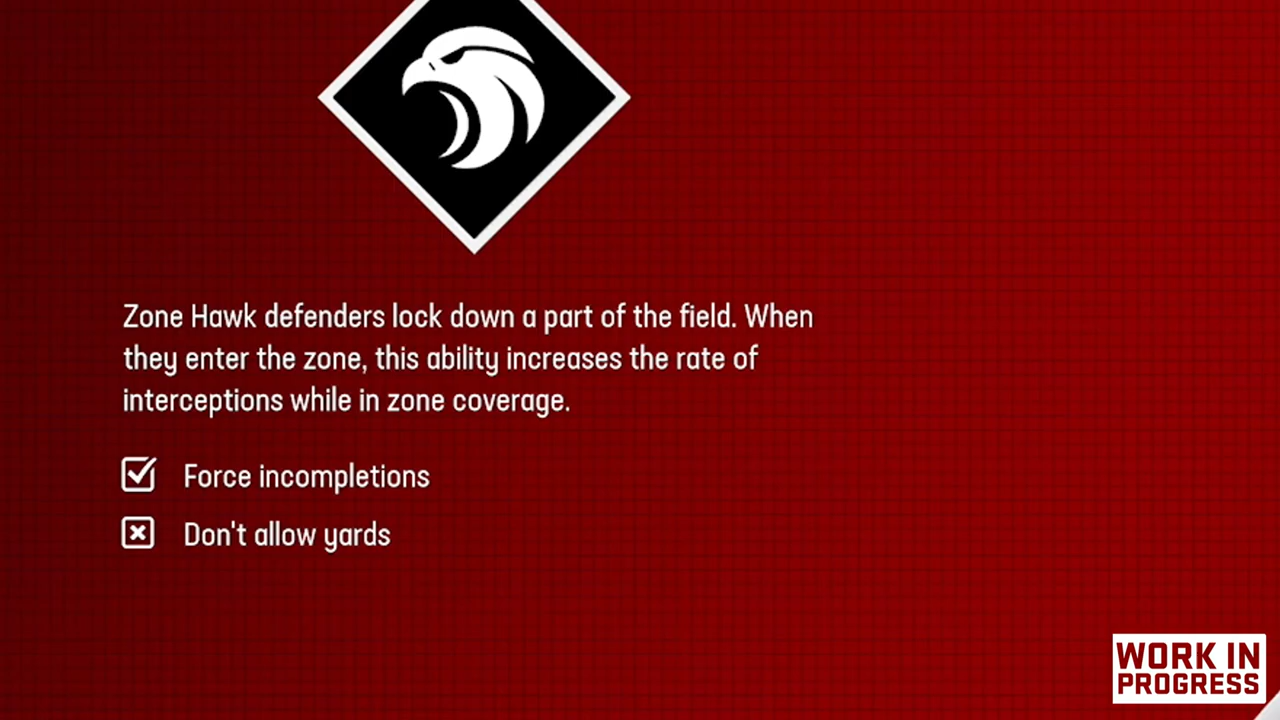 Zone Hawk defenders lock down a part of the field. When
they enter the zone, this ability increases the rate of
interceptions while in zone coverage.
Force incompletions
Don't allow yards
WORK IN
PROGRESS